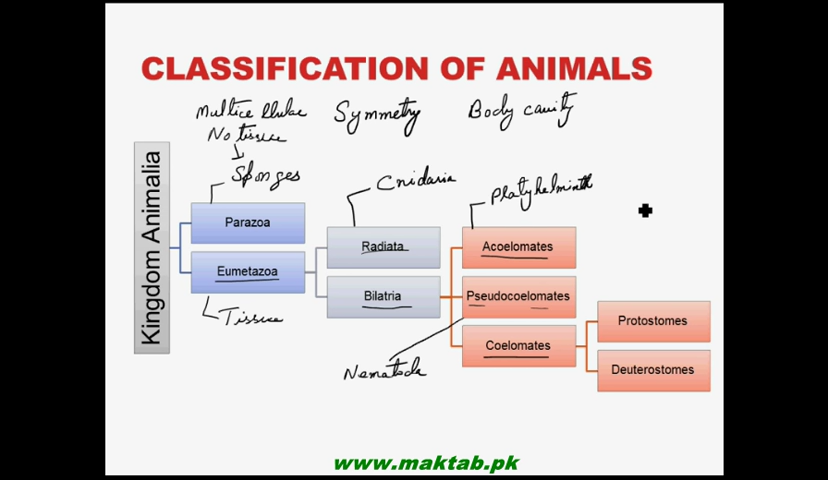 CLASSIFICATION OF ANIMALS
Multicellular
No tissue
Sponges
Symmetry
Body cavity
Cnidaria
Platyhelminth
Kingdom Animalia
Parazoa
Eumetazoa
Tissue
Radiata
Bilatria
Acoelomates
Pseudocoelomates
Coelomates
Nematoda
Protostomes
Deuterostomes
www.maktab.pk